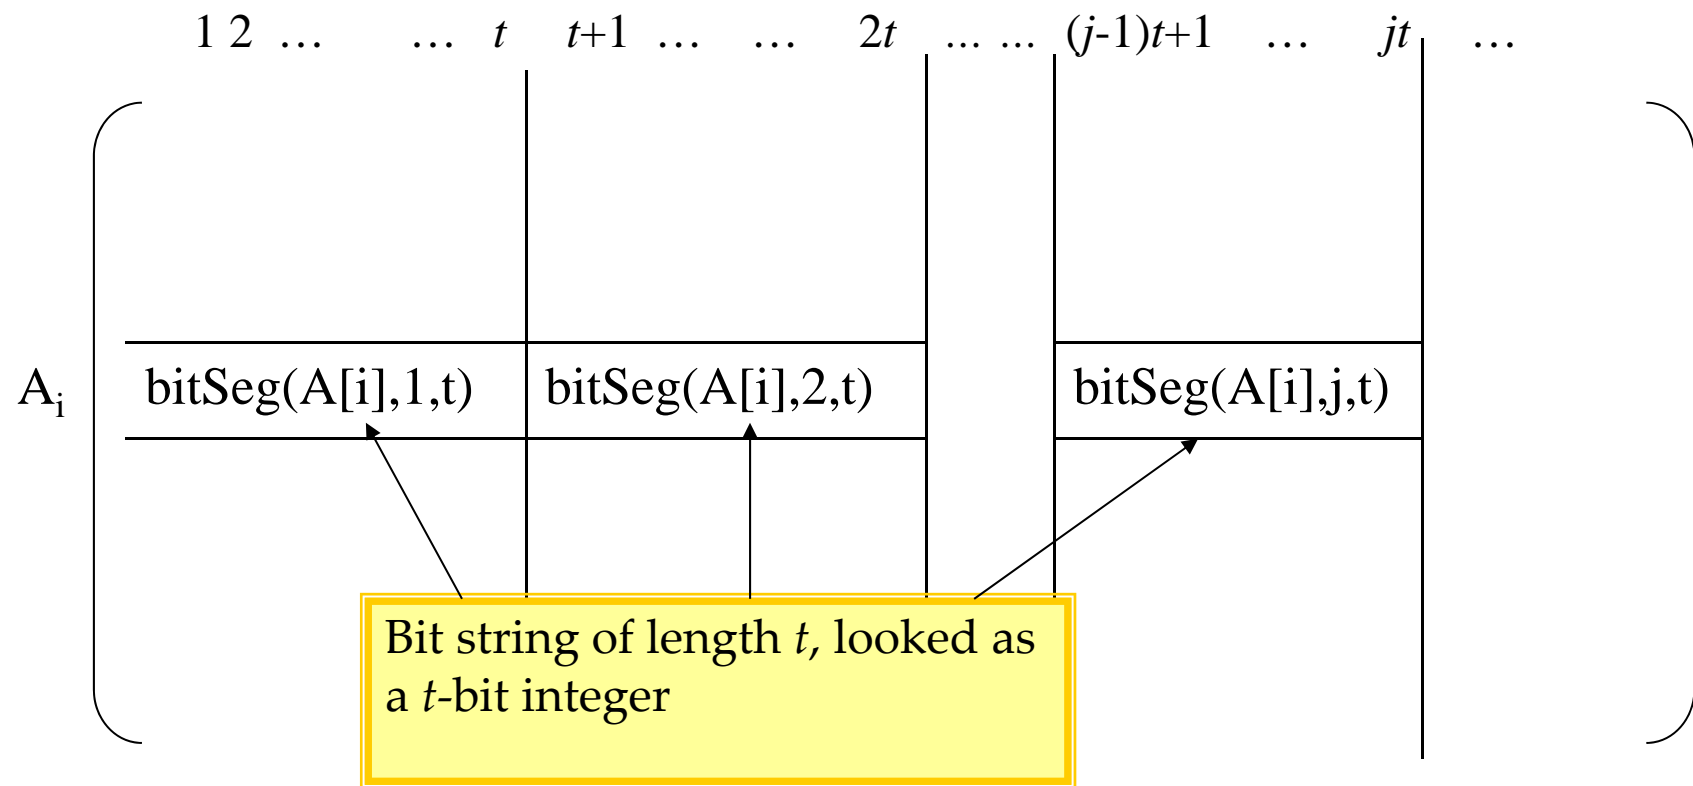 1 2 … … t t+1 … … 2t ... ... (j-1)t+1 … jt …
Ai bitSeg(A[i],1,t) bitSeg(A[i],2,t) bitSeg(A[i],j,t)
Bit string of length t, looked as
a t-bit integer